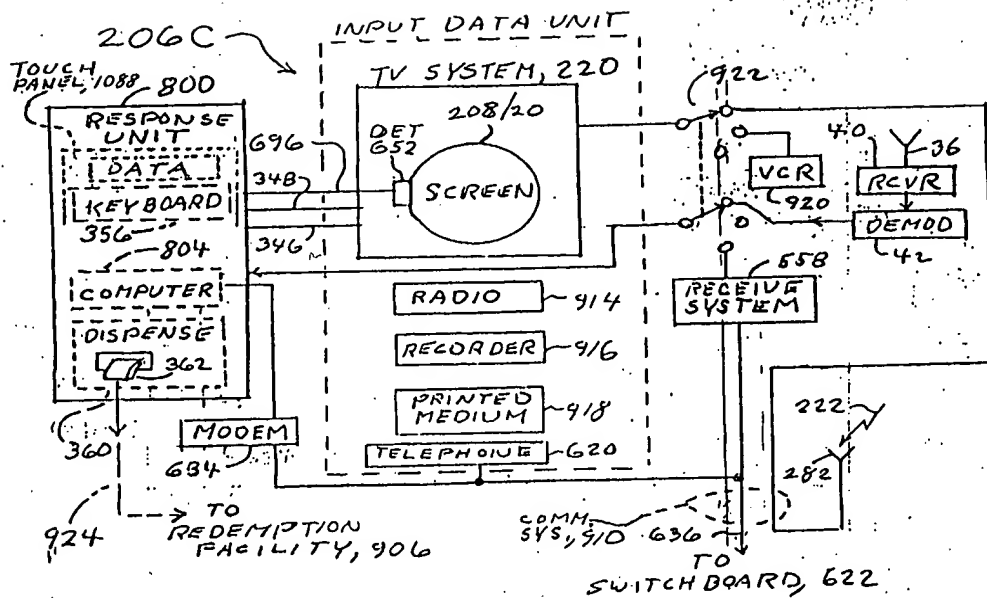 206C
INPUT DATA UNIT
TV SYSTEM, 220
922
TOUCH
PANEL, 1088
800
RESPONSE
UNIT
DATA
KEYBOARD
356
804
COMPUTER
DISPENSE
362
696
348
346
DET
652
208/20
SCREEN
VCR
920
40
36
RCVR
DEMOD
42
558
RECEIVE
SYSTEM
RADIO
914
RECORDER
916
PRINTED
MEDIUM
918
TELEPHONE
620
360
MODEM
634
924
TO
REDEMPTION
FACILITY, 906
222
282
COMM.
SYS, 910
636
TO
SWITCHBOARD, 622